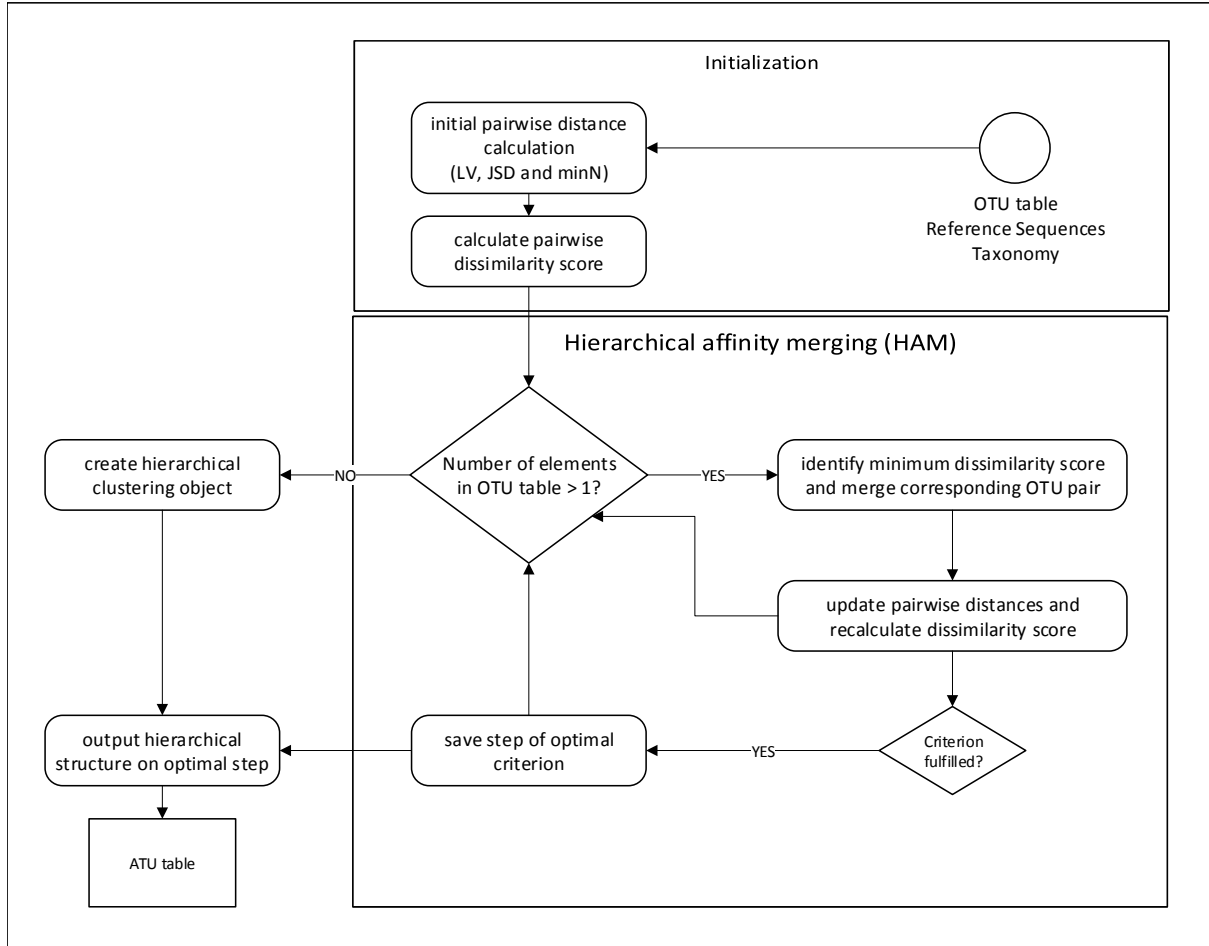 Initialization
initial pairwise distance
calculation
(LV, JSD and minN)
OTU table
Reference Sequences
Taxonomy
calculate pairwise
dissimilarity score
Hierarchical affinity merging (HAM)
create hierarchical
clustering object
NO
Number of elements
in OTU table > 1?
YES
identify minimum dissimilarity score
and merge corresponding OTU pair
update pairwise distances and
recalculate dissimilarity score
output hierarchical
structure on optimal step
save step of optimal
criterion
YES
Criterion
fulfilled?
ATU table